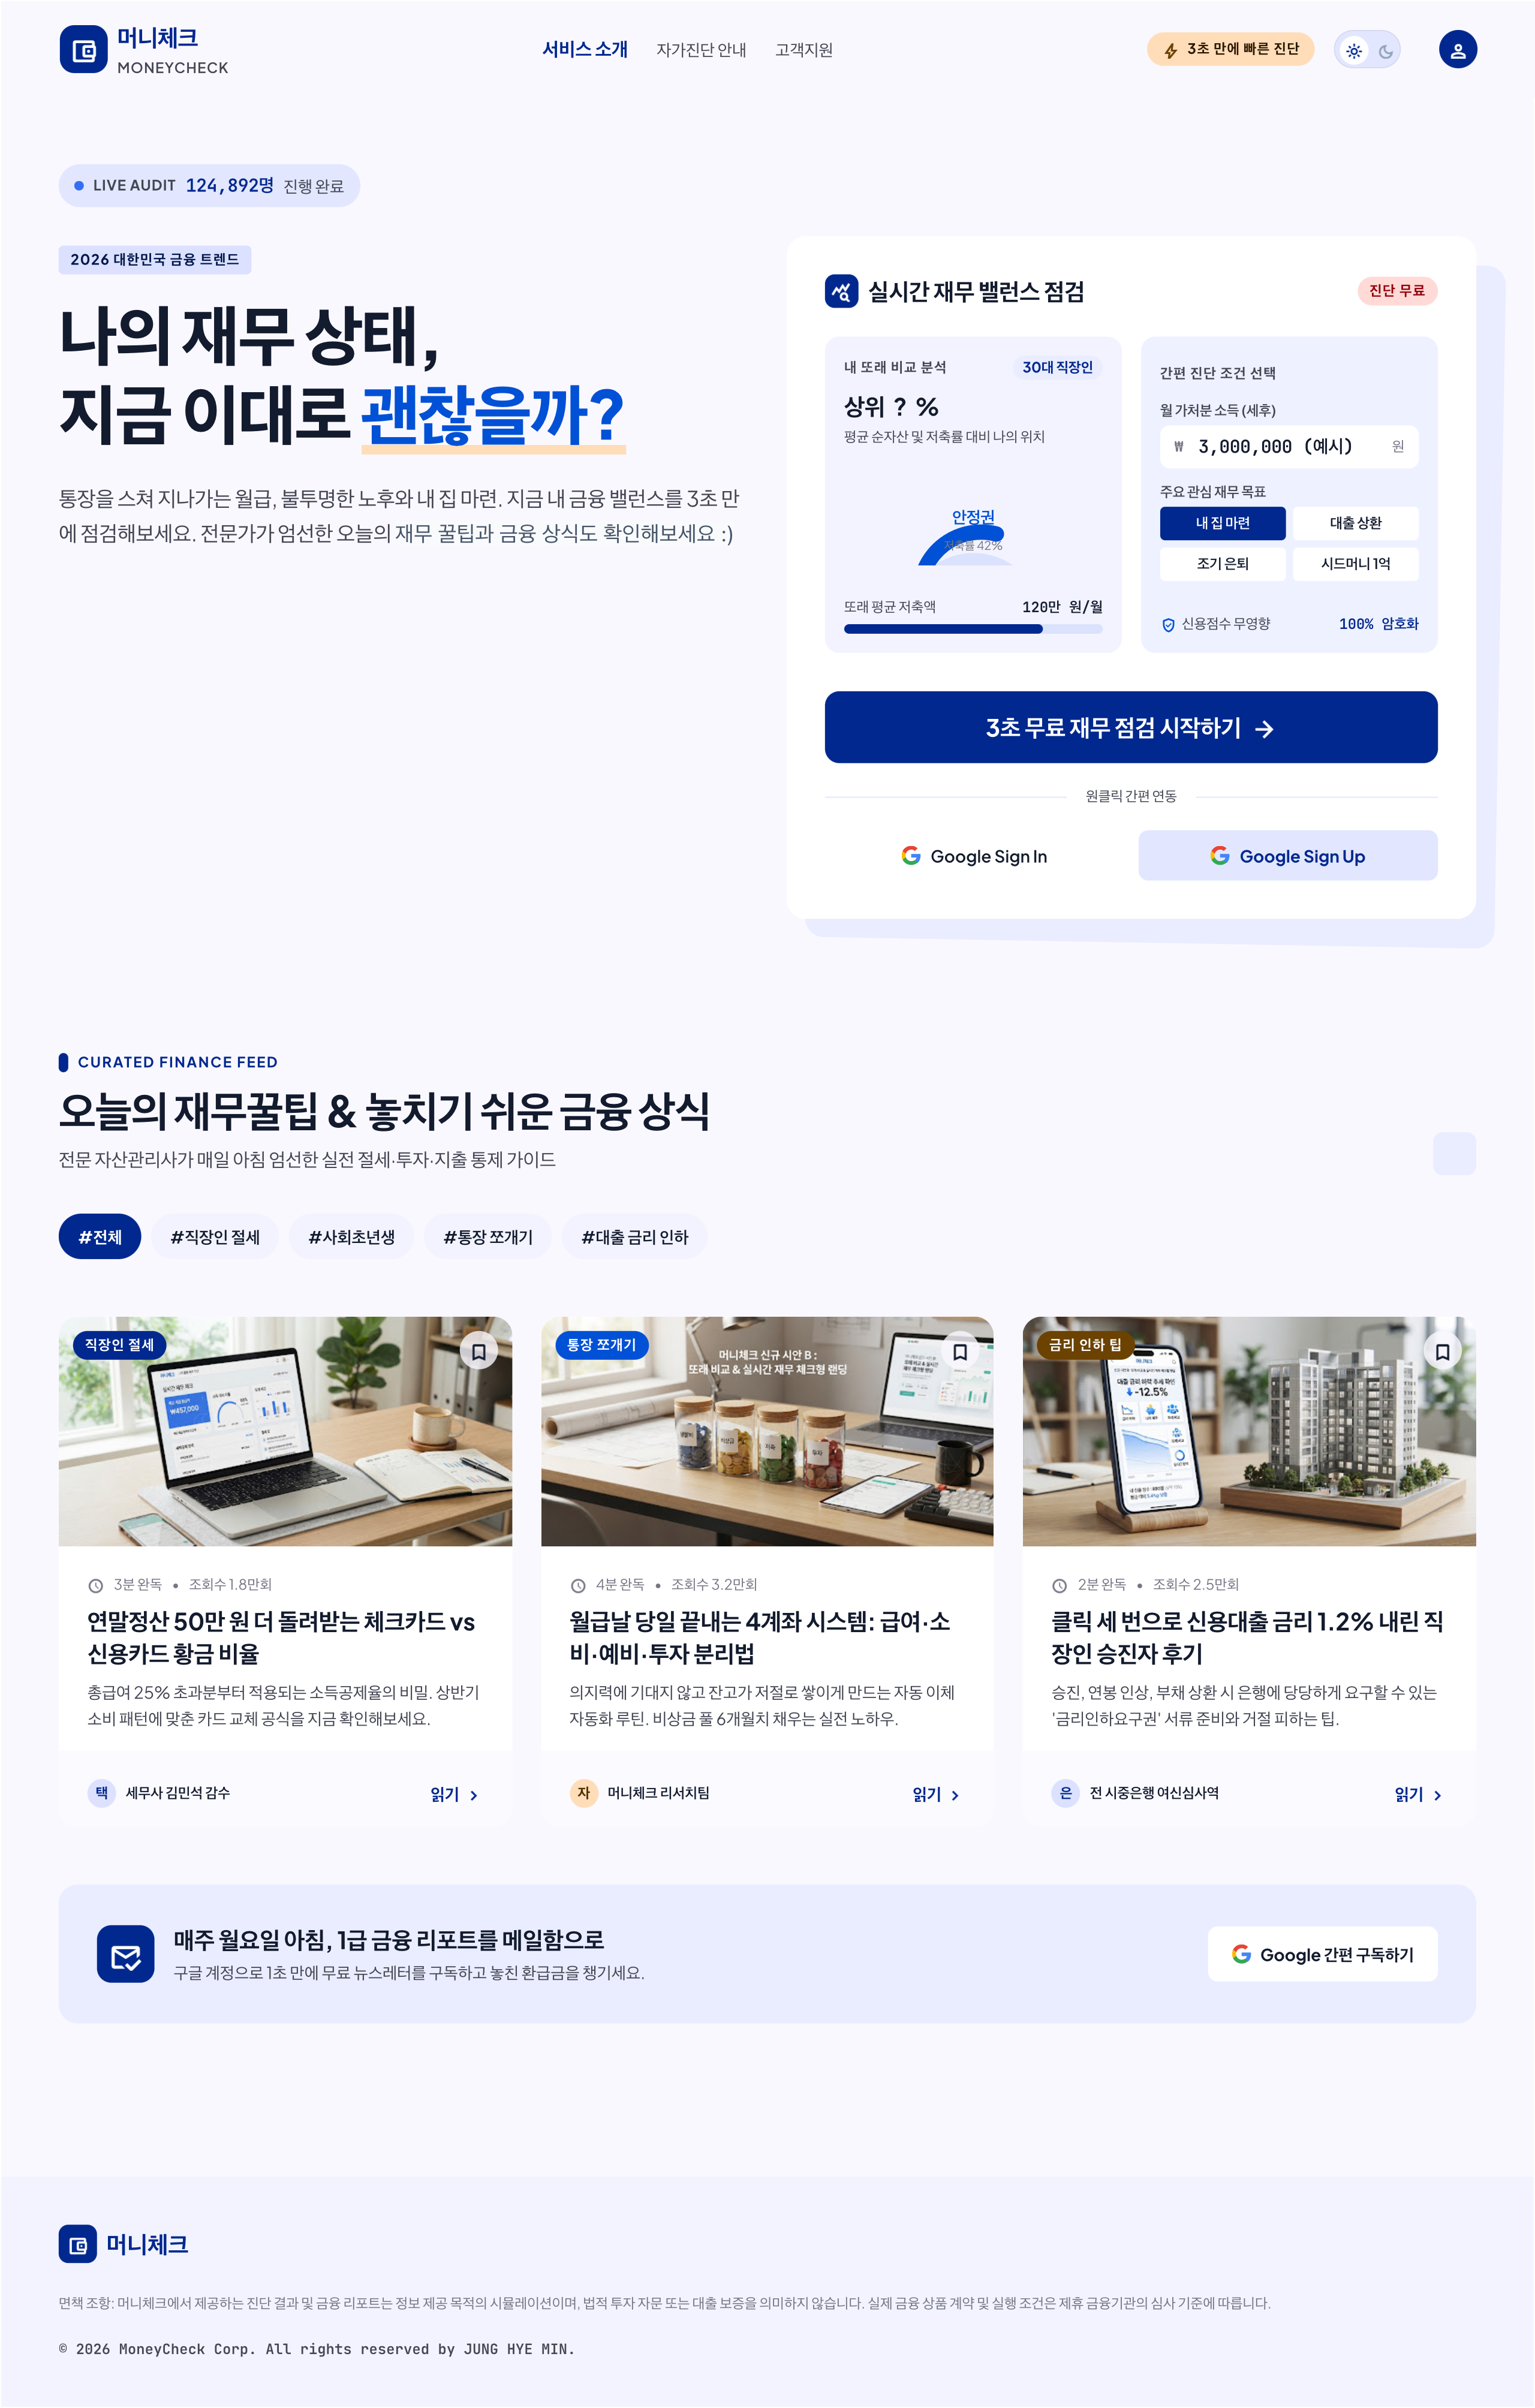 머니체크
MONEYCHECK
서비스 소개
자가진단 안내
고객지원
3초 만에 빠른 진단
LIVE AUDIT 124,892명 진행 완료
2026 대한민국 금융 트렌드
나의 재무 상태,
지금 이대로 괜찮을까?
통장을 스쳐 지나가는 월급, 불투명한 노후와 내 집 마련. 지금 내 금융 밸런스를 3초 만
에 점검해보세요. 전문가가 엄선한 오늘의 재무 꿀팁과 금융 상식도 확인해보세요 :)
실시간 재무 밸런스 점검
진단 무료
내 또래 비교 분석
30대 직장인
상위 ? %
평균 순자산 및 저축률 대비 나의 위치
안정권
저축률 42%
또래 평균 저축액
120만 원/월
간편 진단 조건 선택
월 가처분 소득 (세후)
₩ 3,000,000 (예시) 원
주요 관심 재무 목표
내 집 마련
대출 상환
조기 은퇴
시드머니 1억
신용점수 무영향
100% 암호화
3초 무료 재무 점검 시작하기 →
원클릭 간편 연동
Google Sign In
Google Sign Up
CURATED FINANCE FEED
오늘의 재무꿀팁 & 놓치기 쉬운 금융 상식
전문 자산관리사가 매일 아침 엄선한 실전 절세·투자·지출 통제 가이드
#전체
#직장인 절세
#사회초년생
#통장 쪼개기
#대출 금리 인하
직장인 절세
₩457,000
3분 완독 • 조회수 1.8만회
연말정산 50만 원 더 돌려받는 체크카드 vs
신용카드 황금 비율
총급여 25% 초과분부터 적용되는 소득공제율의 비밀. 상반기
소비 패턴에 맞춘 카드 교체 공식을 지금 확인해보세요.
택 세무사 김민석 감수
읽기
통장 쪼개기
머니체크 신규 시안 B :
또래 비교 & 실시간 재무 체크형 랜딩
저축
투자
4분 완독 • 조회수 3.2만회
월급날 당일 끝내는 4계좌 시스템: 급여·소
비·예비·투자 분리법
의지력에 기대지 않고 잔고가 저절로 쌓이게 만드는 자동 이체
자동화 루틴. 비상금 풀 6개월치 채우는 실전 노하우.
자 머니체크 리서치팀
읽기
금리 인하 팁
-12.5%
2분 완독 • 조회수 2.5만회
클릭 세 번으로 신용대출 금리 1.2% 내린 직
장인 승진자 후기
승진, 연봉 인상, 부채 상환 시 은행에 당당하게 요구할 수 있는
'금리인하요구권' 서류 준비와 거절 피하는 팁.
은 전 시중은행 여신심사역
읽기
매주 월요일 아침, 1급 금융 리포트를 메일함으로
구글 계정으로 1초 만에 무료 뉴스레터를 구독하고 놓친 환급금을 챙기세요.
Google 간편 구독하기
머니체크
면책 조항: 머니체크에서 제공하는 진단 결과 및 금융 리포트는 정보 제공 목적의 시뮬레이션이며, 법적 투자 자문 또는 대출 보증을 의미하지 않습니다. 실제 금융 상품 계약 및 실행 조건은 제휴 금융기관의 심사 기준에 따릅니다.
© 2026 MoneyCheck Corp. All rights reserved by JUNG HYE MIN.